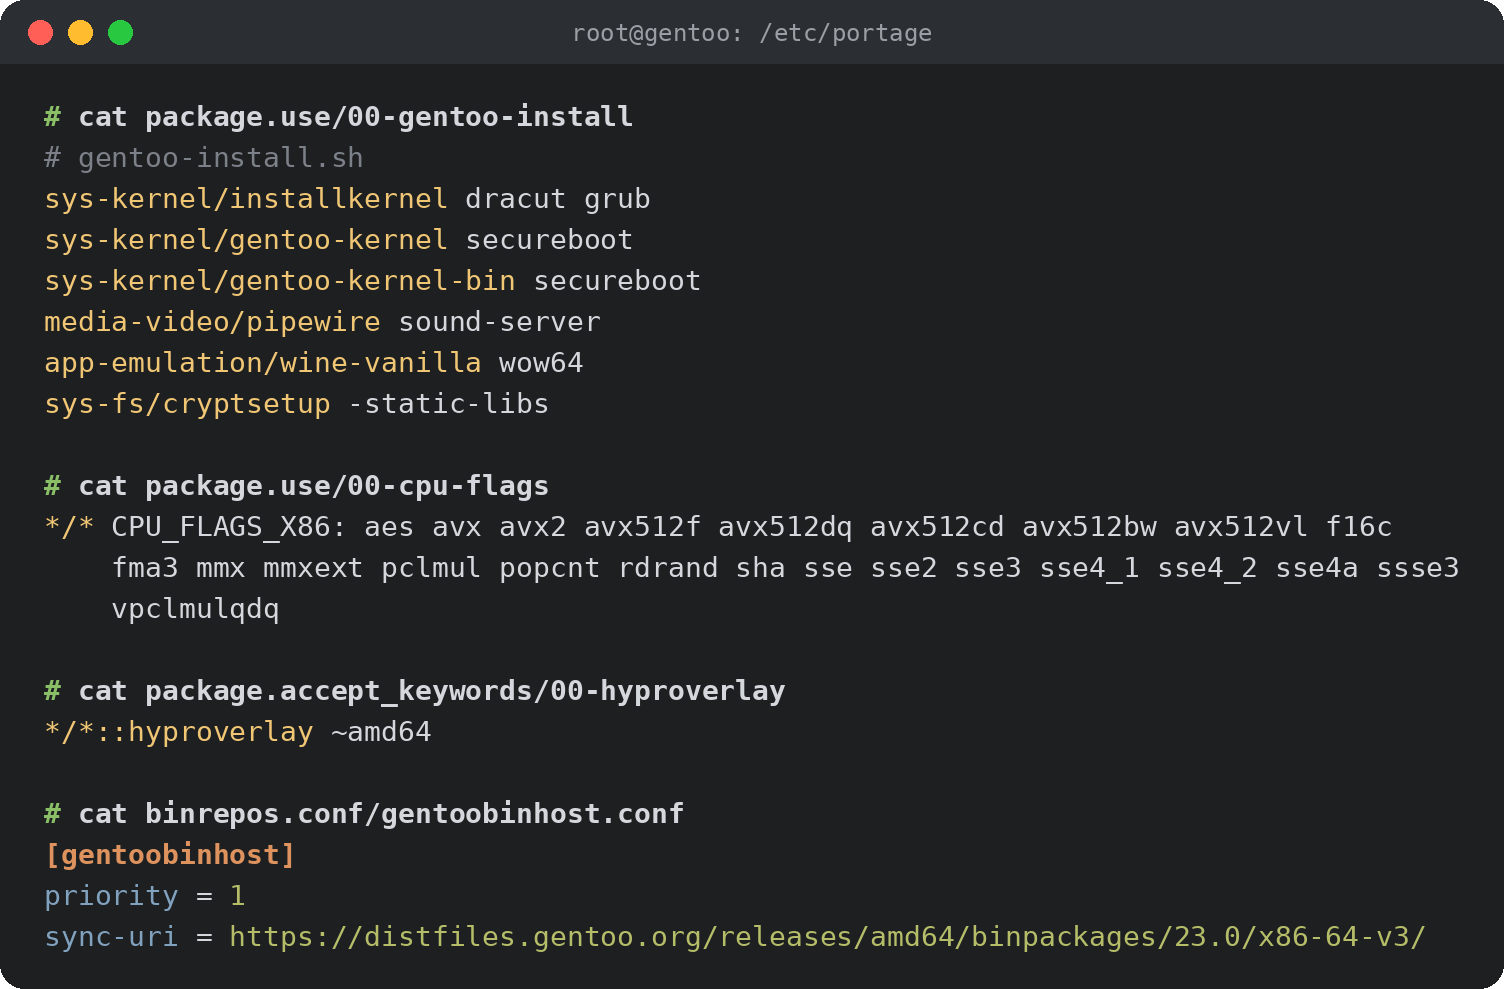 root@gentoo: /etc/portage
# cat package.use/00-gentoo-install
# gentoo-install.sh
sys-kernel/installkernel dracut grub
sys-kernel/gentoo-kernel secureboot
sys-kernel/gentoo-kernel-bin secureboot
media-video/pipewire sound-server
app-emulation/wine-vanilla wow64
sys-fs/cryptsetup -static-libs
# cat package.use/00-cpu-flags
*/* CPU_FLAGS_X86: aes avx avx2 avx512f avx512dq avx512cd avx512bw avx512vl f16c
fma3 mmx mmxext pclmul popcnt rdrand sha sse sse2 sse3 sse4_1 sse4_2 sse4a ssse3
vpclmulqdq
# cat package.accept_keywords/00-hyproverlay
*/*::hyproverlay ~amd64
# cat binrepos.conf/gentoobinhost.conf
[gentoobinhost]
priority = 1
sync-uri = https://distfiles.gentoo.org/releases/amd64/binpackages/23.0/x86-64-v3/